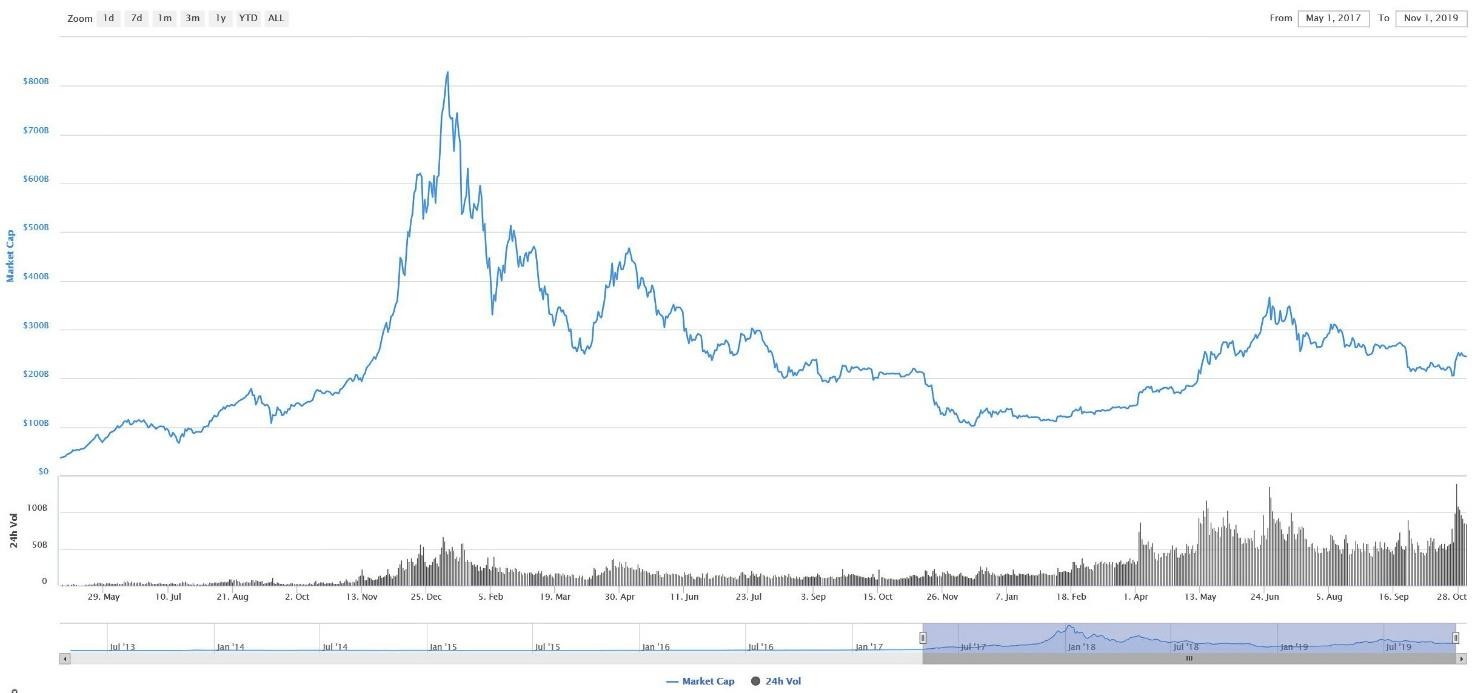 Zoom 1d 7d 1m 3m 1y YTD ALL From May 1, 2017 To Nov 1, 2019
$800B
$700B
$600B
$500B
$400B
$300B
$200B
$100B
$0
Market Cap
100B
50B
0
24h Vol
29. May 10. Jul 21. Aug 2. Oct 13. Nov 25. Dec 5. Feb 19. Mar 30. Apr 11. Jun 23. Jul 3. Sep 15. Oct 26. Nov 7. Jan 18. Feb 1. Apr 13. May 24. Jun 5. Aug 16. Sep 28. Oct
Jul '13 Jan '14 Jul '14 Jan '15 Jul '15 Jan '16 Jul '16 Jan '17 Jul '17 Jan '18 Jul '18 Jan '19 Jul '19
Market Cap 24h Vol